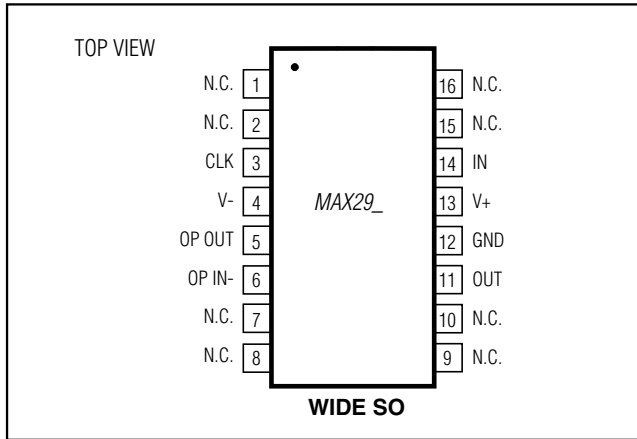 TOP VIEW
N.C. 1 16 N.C.
N.C. 2 15 N.C.
CLK 3 14 IN
V- 4 MAX29_ 13 V+
OP OUT 5 12 GND
OP IN- 6 11 OUT
N.C. 7 10 N.C.
N.C. 8 9 N.C.
WIDE SO